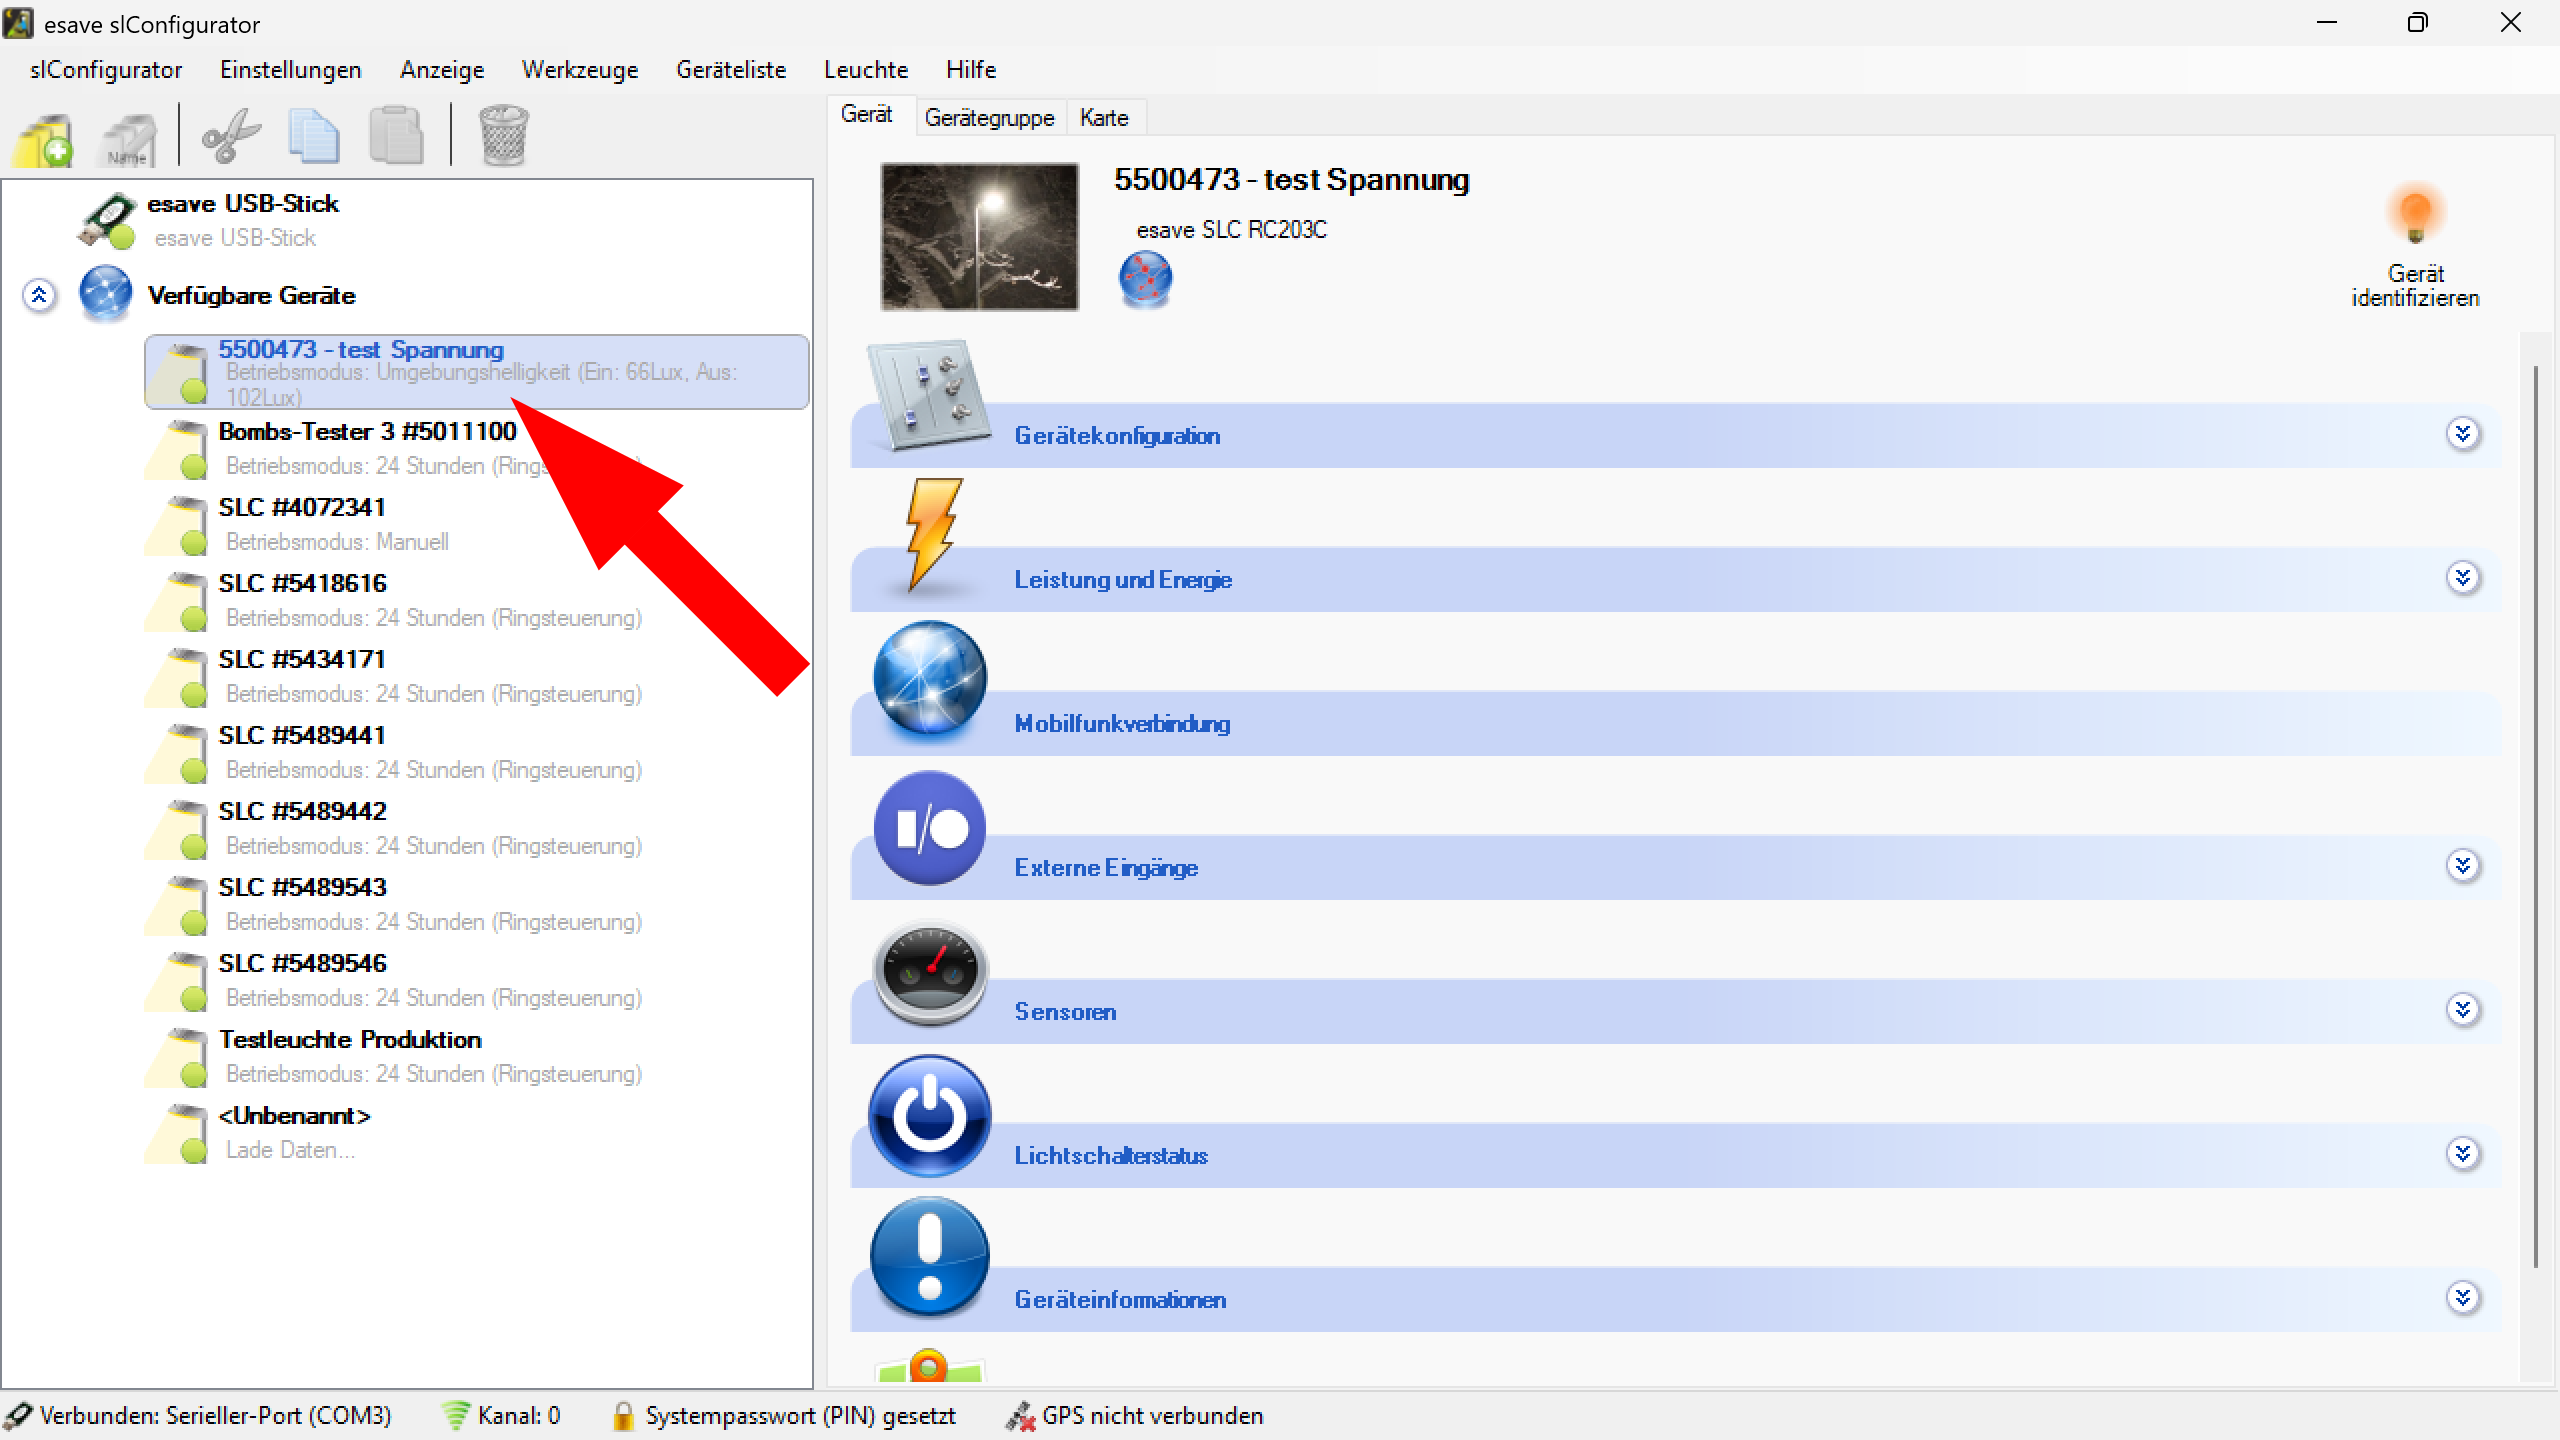 esave slConfigurator
slConfigurator Einstellungen Anzeige Werkzeuge Geräteliste Leuchte Hilfe
Name
esave USB-Stick
esave USB-Stick
Verfügbare Geräte
5500473 - test Spannung
Betriebsmodus: Umgebungshelligkeit (Ein: 66Lux, Aus:
102Lux)
Bombs-Tester 3 #5011100
Betriebsmodus: 24 Stunden
SLC #4072341
Betriebsmodus: Manuell
SLC #5418616
Betriebsmodus: 24 Stunden (Ringsteuerung)
SLC #5434171
Betriebsmodus: 24 Stunden (Ringsteuerung)
SLC #5489441
Betriebsmodus: 24 Stunden (Ringsteuerung)
SLC #5489442
Betriebsmodus: 24 Stunden (Ringsteuerung)
SLC #5489543
Betriebsmodus: 24 Stunden (Ringsteuerung)
SLC #5489546
Betriebsmodus: 24 Stunden (Ringsteuerung)
Testleuchte Produktion
Betriebsmodus: 24 Stunden (Ringsteuerung)
<Unbenannt>
Lade Daten...
Gerät Gerätegruppe Karte
5500473 - test Spannung
esave SLC RC203C
Gerät
identifizieren
Gerätekonfiguration
Leistung und Energie
Mobilfunkverbindung
I/O
Externe Eingänge
Sensoren
Lichtschalterstatus
Geräteinformationen
Verbunden: Serieller-Port (COM3) Kanal: 0 Systempasswort (PIN) gesetzt GPS nicht verbunden